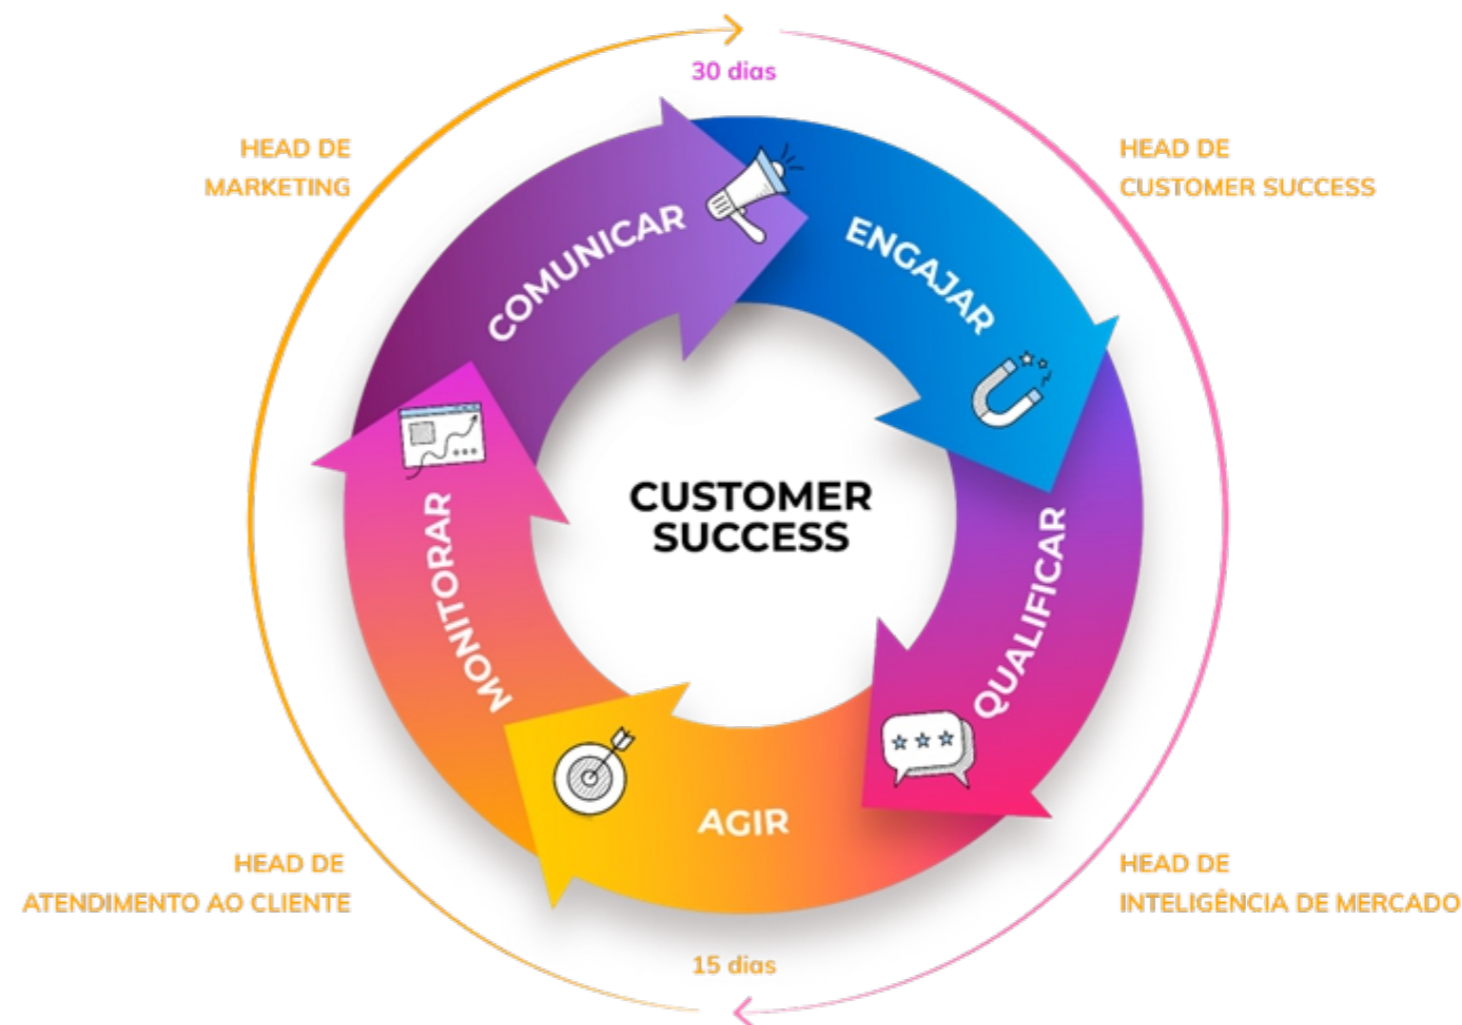 30 dias
HEAD DE
MARKETING
HEAD DE
CUSTOMER SUCCESS
COMUNICAR
ENGAJAR
CUSTOMER
SUCCESS
MONITORAR
QUALIFICAR
AGIR
HEAD DE
ATENDIMENTO AO CLIENTE
HEAD DE
INTELIGÊNCIA DE MERCADO
15 dias